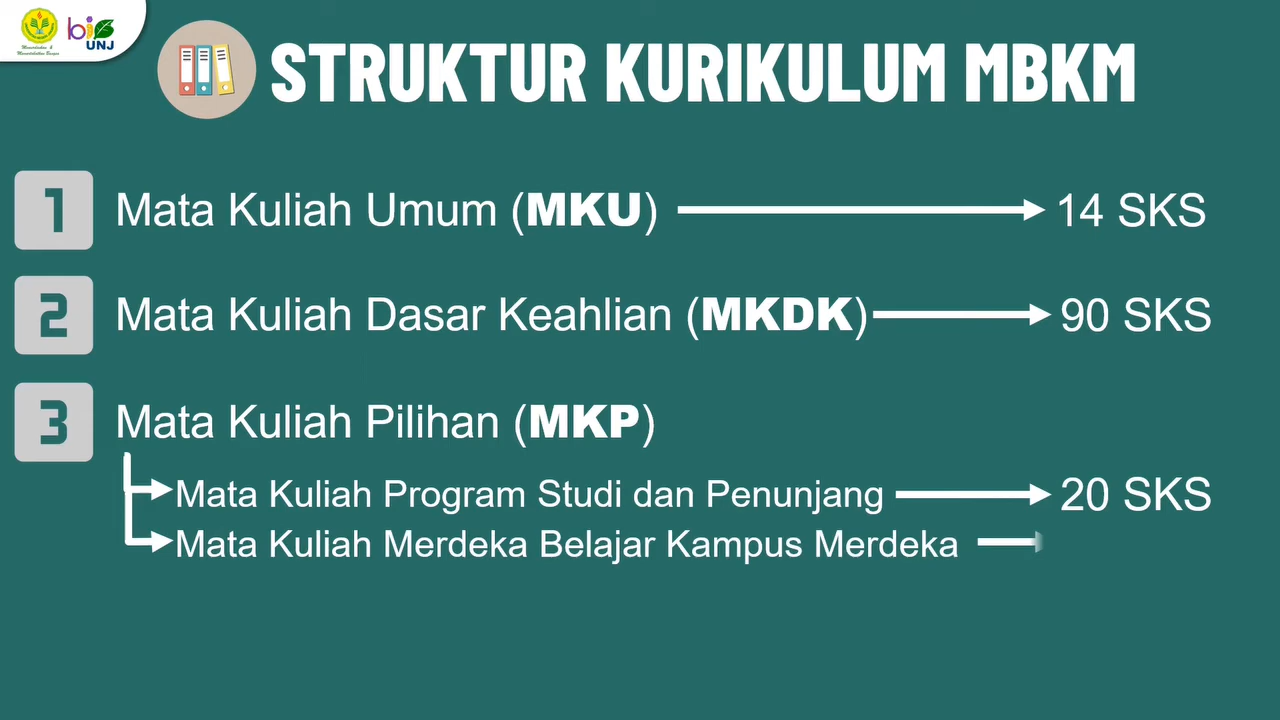 bio
UNJ
STRUKTUR KURIKULUM MBKM
1 Mata Kuliah Umum (MKU) 14 SKS
2 Mata Kuliah Dasar Keahlian (MKDK) 90 SKS
3 Mata Kuliah Pilihan (MKP)
Mata Kuliah Program Studi dan Penunjang 20 SKS
Mata Kuliah Merdeka Belajar Kampus Merdeka